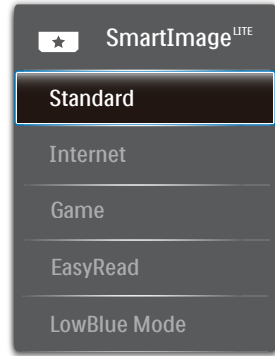 SmartImage LITE
Standard
Internet
Game
EasyRead
LowBlue Mode